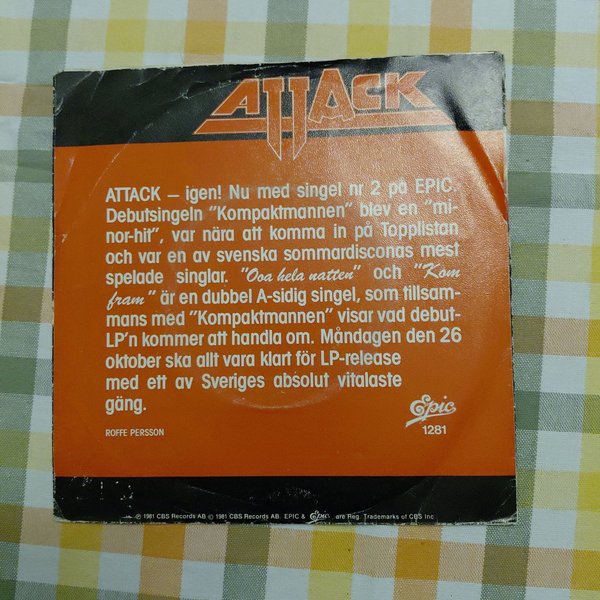 ATTACK
ATTACK – igen! Nu med singel nr 2 på EPIC.
Debutsingeln "Kompaktmannen" blev en "mi-
nor-hit", var nära att komma in på Topplistan
och var en av svenska sommardisconas mest
spelade singlar. "Ooa hela natten" och "Kom
fram" är en dubbel A-sidig singel, som tillsam-
mans med "Kompaktmannen" visar vad debut-
LP'n kommer att handla om. Måndagen den 26
oktober ska allt vara klart för LP-release
med ett av Sveriges absolut vitalaste
gäng.
ROFFE PERSSON
Epic
1281
℗ 1981 CBS Records AB © 1981 CBS Records AB. EPIC & Epic are Reg. Trademarks of CBS Inc